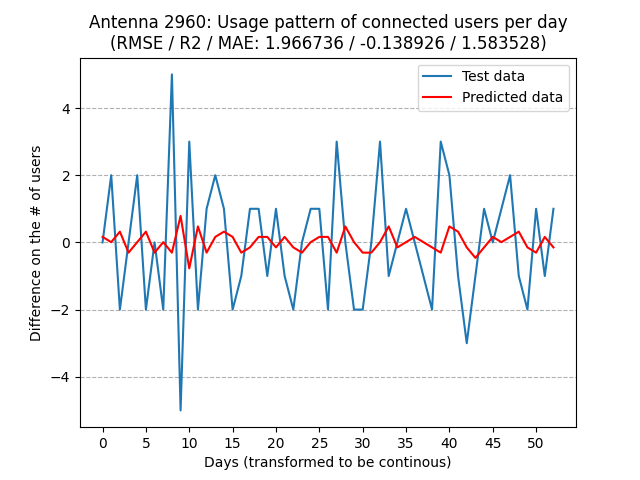 Antenna 2960: Usage pattern of connected users per day
(RMSE / R2 / MAE: 1.966736 / -0.138926 / 1.583528)
Test data
Predicted data
4
2
0
−2
−4
Difference on the # of users
0 5 10 15 20 25 30 35 40 45 50
Days (transformed to be continous)